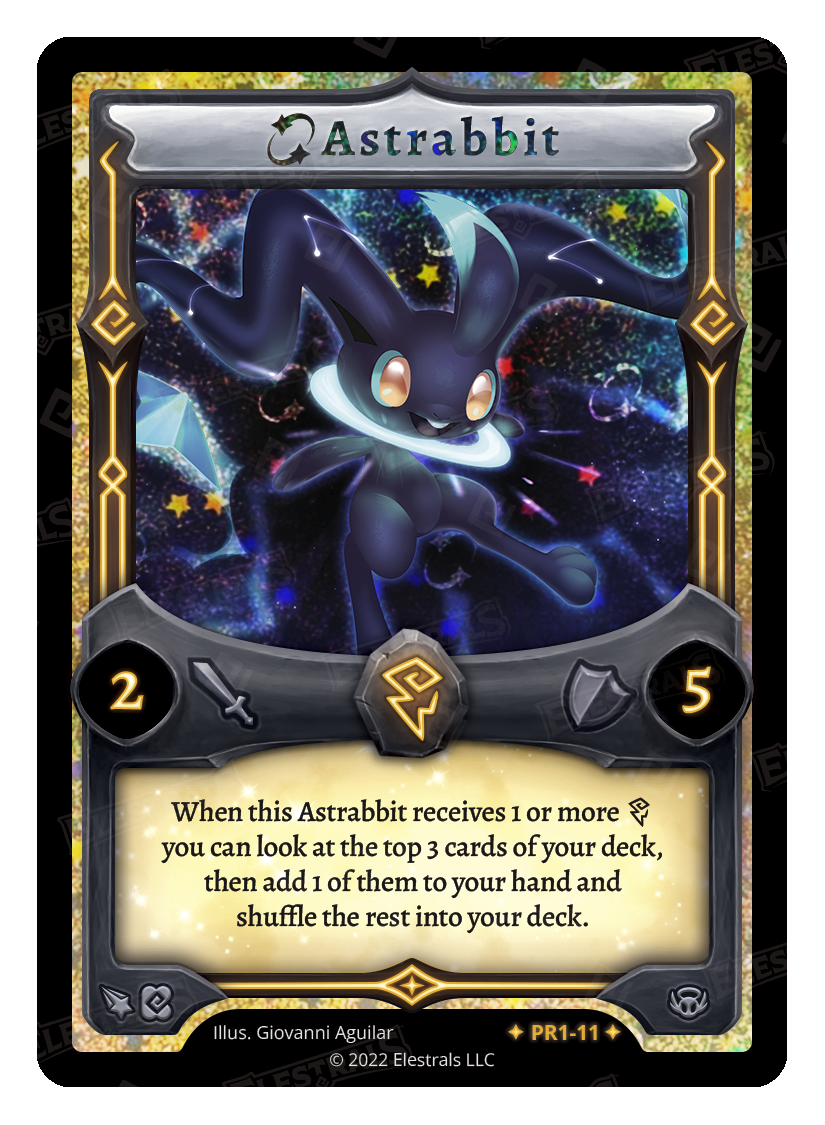 Astrabbit
2
5
When this Astrabbit receives 1 or more
you can look at the top 3 cards of your deck,
then add 1 of them to your hand and
shuffle the rest into your deck.
Illus. Giovanni Aguilar
PR1-11
© 2022 Elestrals LLC